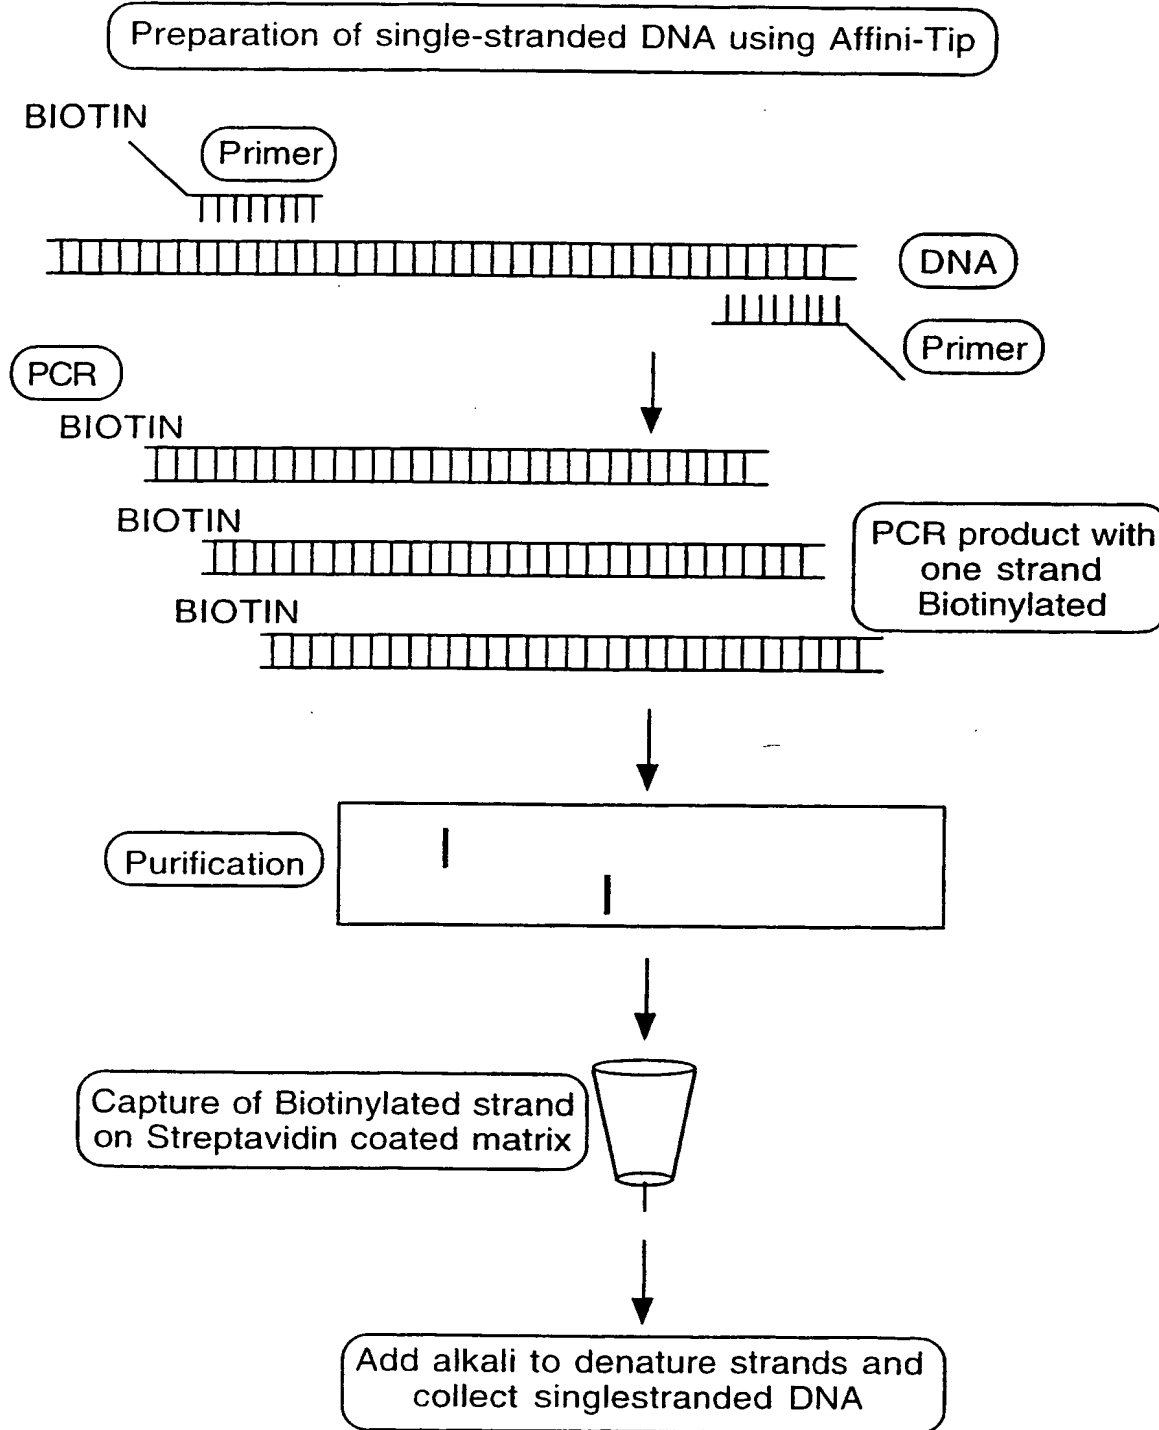 Preparation of single-stranded DNA using Affini-Tip
BIOTIN
Primer
DNA
Primer
PCR
BIOTIN
BIOTIN
PCR product with
one strand
Biotinylated
BIOTIN
Purification
Capture of Biotinylated strand
on Streptavidin coated matrix
Add alkali to denature strands and
collect singlestranded DNA